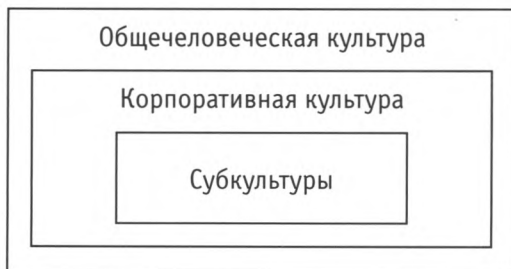 Общечеловеческая культура
Корпоративная культура
Субкультуры